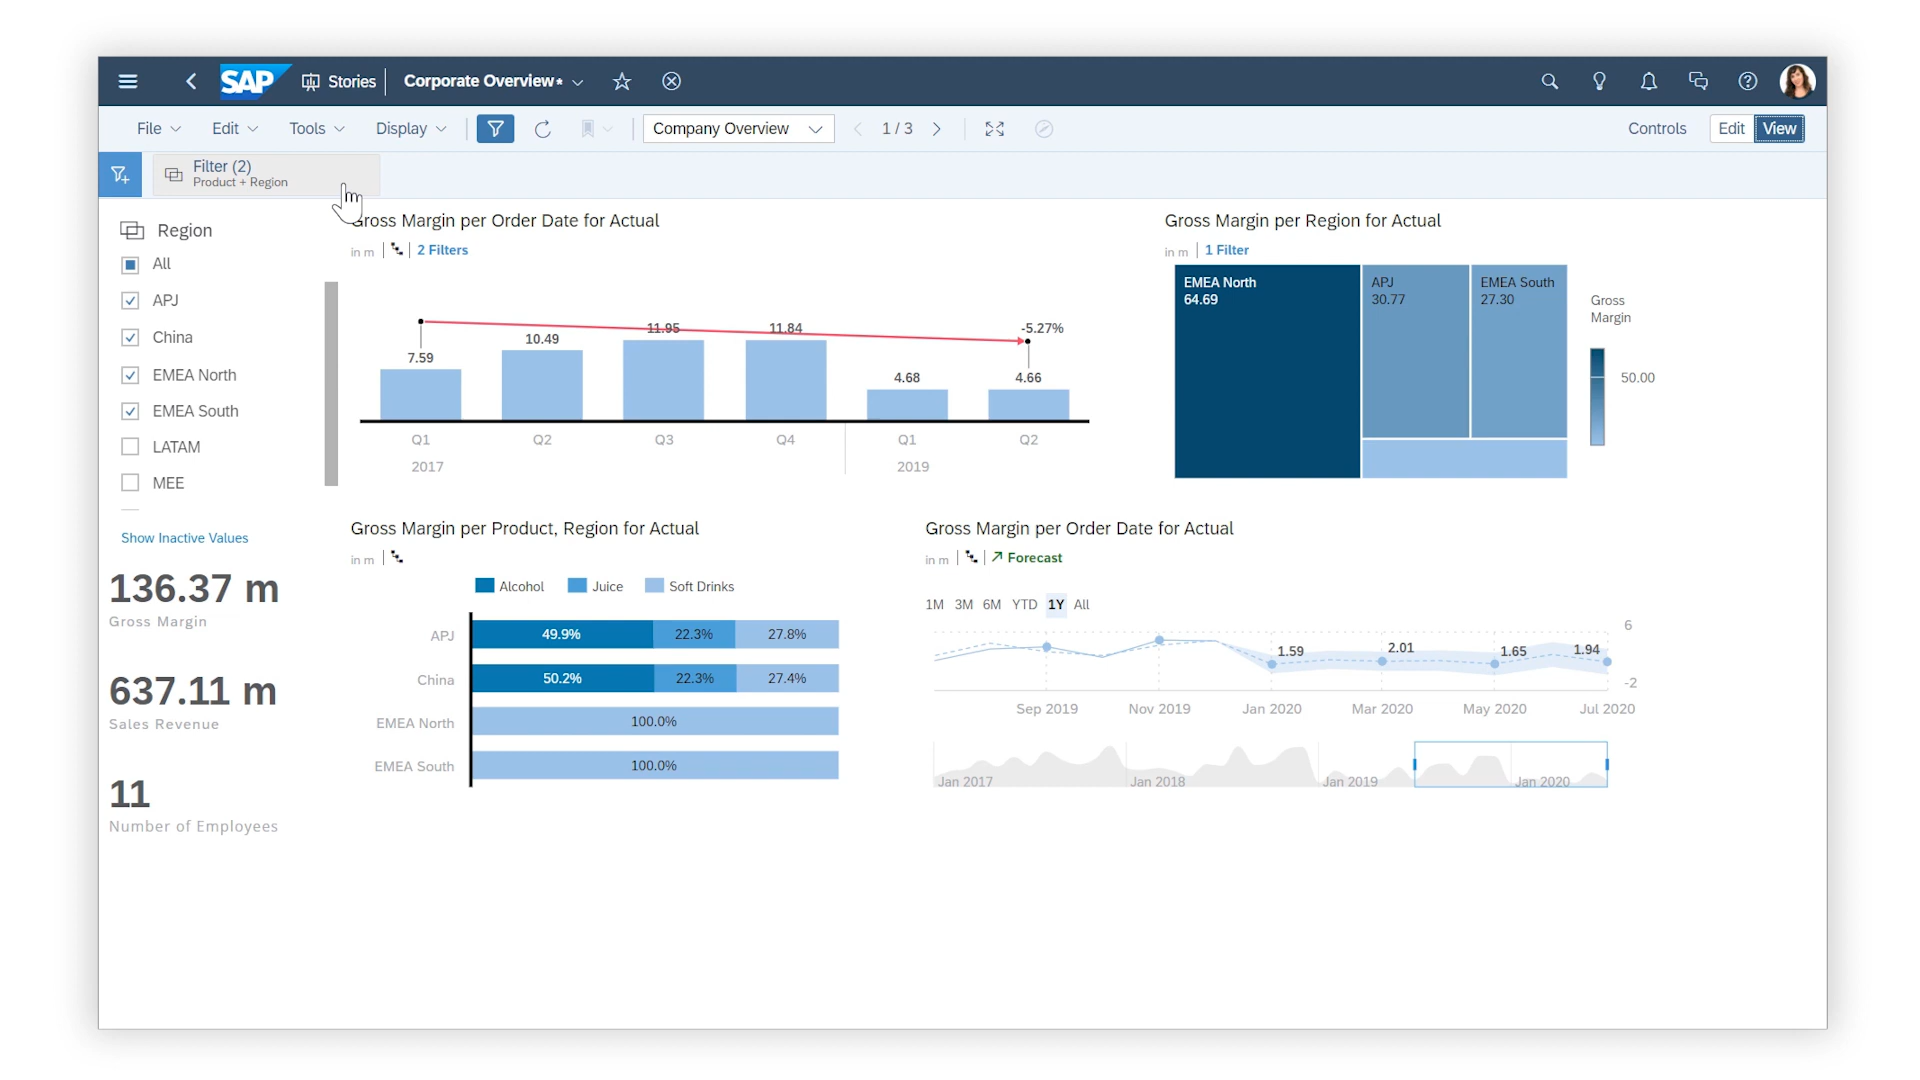 SAP Stories Corporate Overview*
File Edit Tools Display Company Overview 1 / 3 Controls Edit View
Filter (2)
Product + Region
Region
All
APJ
China
EMEA North
EMEA South
LATAM
MEE
Show Inactive Values
136.37 m
Gross Margin
637.11 m
Sales Revenue
11
Number of Employees
Gross Margin per Order Date for Actual
in m 2 Filters
7.59 10.49 11.95 11.84 4.68 4.66 -5.27%
Q1 Q2 Q3 Q4 Q1 Q2
2017 2019
Gross Margin per Region for Actual
in m 1 Filter
EMEA North
64.69
APJ
30.77
EMEA South
27.30
Gross
Margin
50.00
Gross Margin per Product, Region for Actual
in m
Alcohol Juice Soft Drinks
APJ 49.9% 22.3% 27.8%
China 50.2% 22.3% 27.4%
EMEA North 100.0%
EMEA South 100.0%
Gross Margin per Order Date for Actual
in m Forecast
1M 3M 6M YTD 1Y All
6
1.59 2.01 1.65 1.94
-2
Sep 2019 Nov 2019 Jan 2020 Mar 2020 May 2020 Jul 2020
Jan 2017 Jan 2018 Jan 2019 Jan 2020